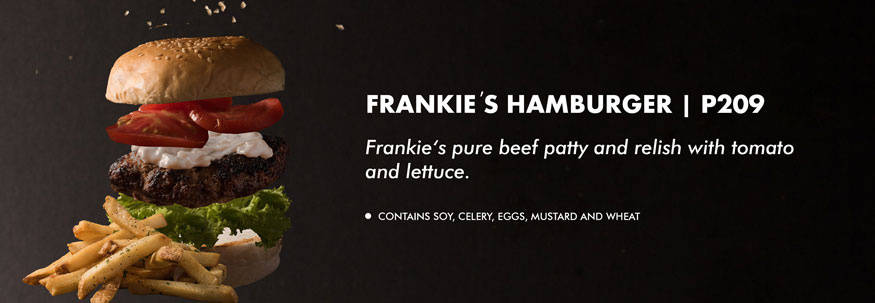 FRANKIE'S HAMBURGER | P209
Frankie's pure beef patty and relish with tomato
and lettuce.
• CONTAINS SOY, CELERY, EGGS, MUSTARD AND WHEAT